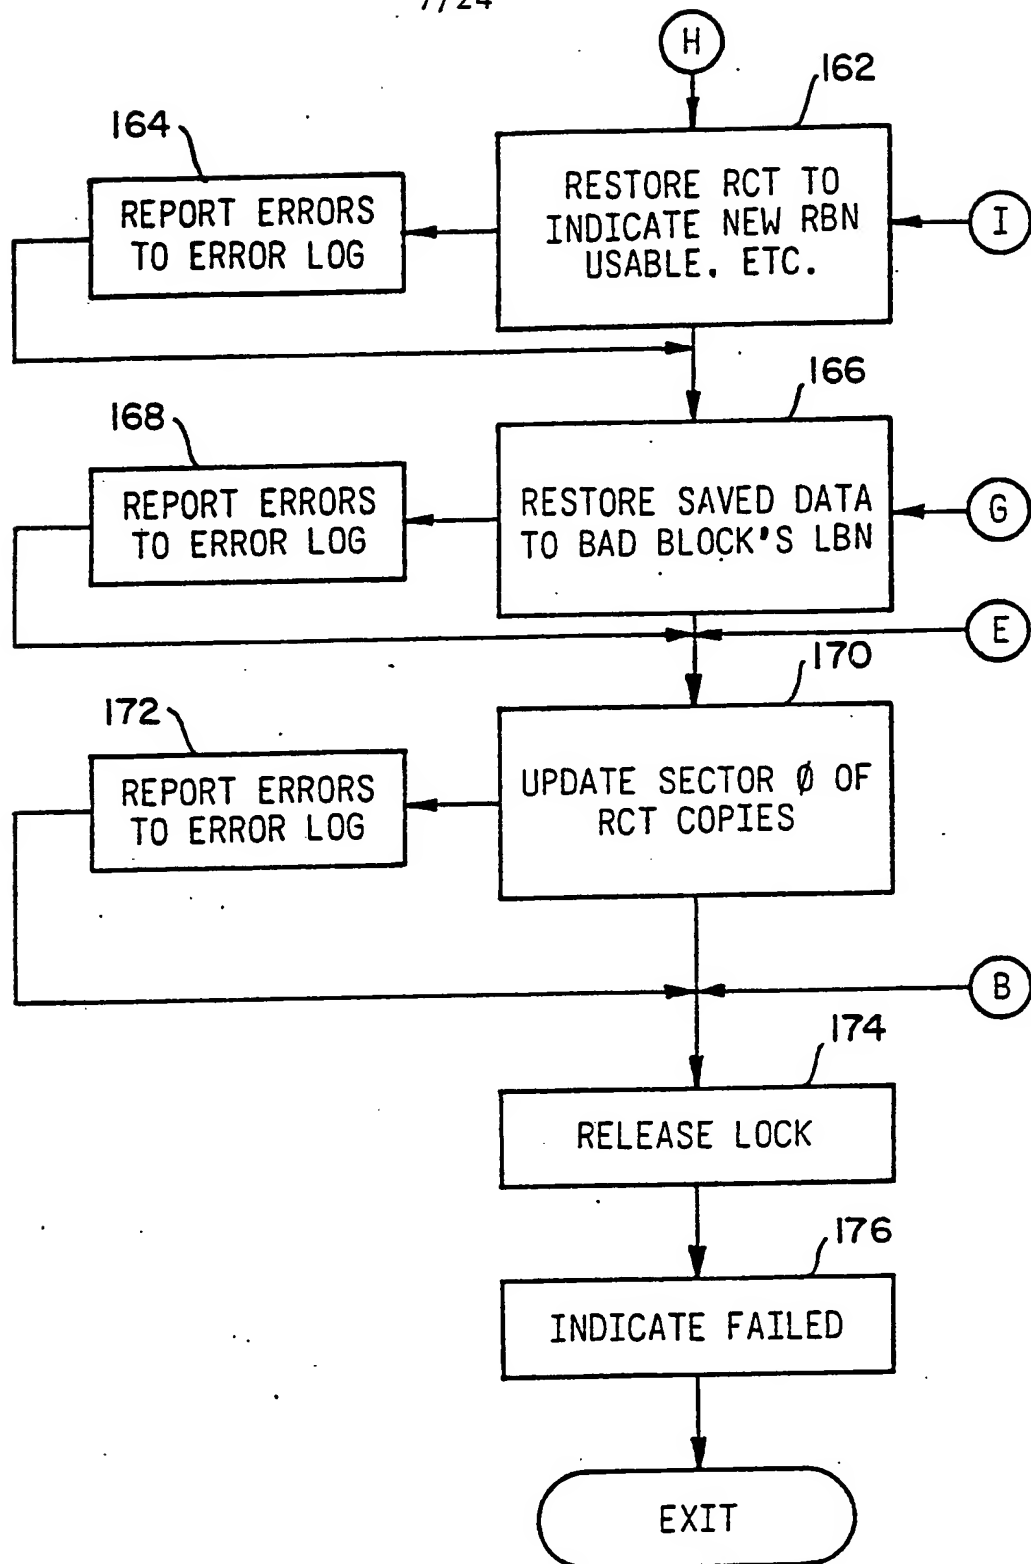 7/24
H
162
164
RESTORE RCT TO
INDICATE NEW RBN
USABLE. ETC.
REPORT ERRORS
TO ERROR LOG
I
166
168
RESTORE SAVED DATA
TO BAD BLOCK'S LBN
REPORT ERRORS
TO ERROR LOG
G
E
170
172
UPDATE SECTOR Ø OF
RCT COPIES
REPORT ERRORS
TO ERROR LOG
B
174
RELEASE LOCK
176
INDICATE FAILED
EXIT